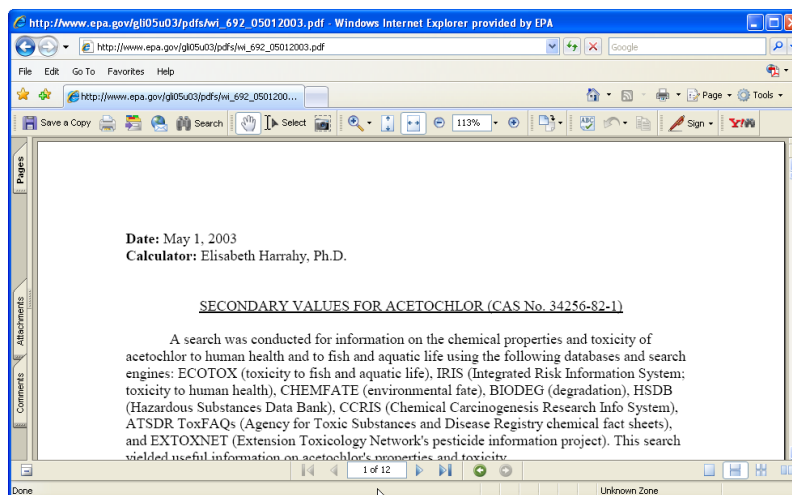 http://www.epa.gov/gli05u03/pdfs/wi_692_05012003.pdf - Windows Internet Explorer provided by EPA
http://www.epa.gov/gli05u03/pdfs/wi_692_05012003.pdf
Google
File Edit Go To Favorites Help
http://www.epa.gov/gli05u03/pdfs/wi_692_0501200...
Page Tools
Save a Copy Search Select 113% Sign Y!
Pages
Attachments
Comments
Date: May 1, 2003
Calculator: Elisabeth Harrahy, Ph.D.
SECONDARY VALUES FOR ACETOCHLOR (CAS No. 34256-82-1)
A search was conducted for information on the chemical properties and toxicity of
acetochlor to human health and to fish and aquatic life using the following databases and search
engines: ECOTOX (toxicity to fish and aquatic life), IRIS (Integrated Risk Information System;
toxicity to human health), CHEMFATE (environmental fate), BIODEG (degradation), HSDB
(Hazardous Substances Data Bank), CCRIS (Chemical Carcinogenesis Research Info System),
ATSDR ToxFAQs (Agency for Toxic Substances and Disease Registry chemical fact sheets),
and EXTOXNET (Extension Toxicology Network's pesticide information project). This search
yielded useful information on acetochlor's properties and toxicity.
1 of 12
Done Unknown Zone